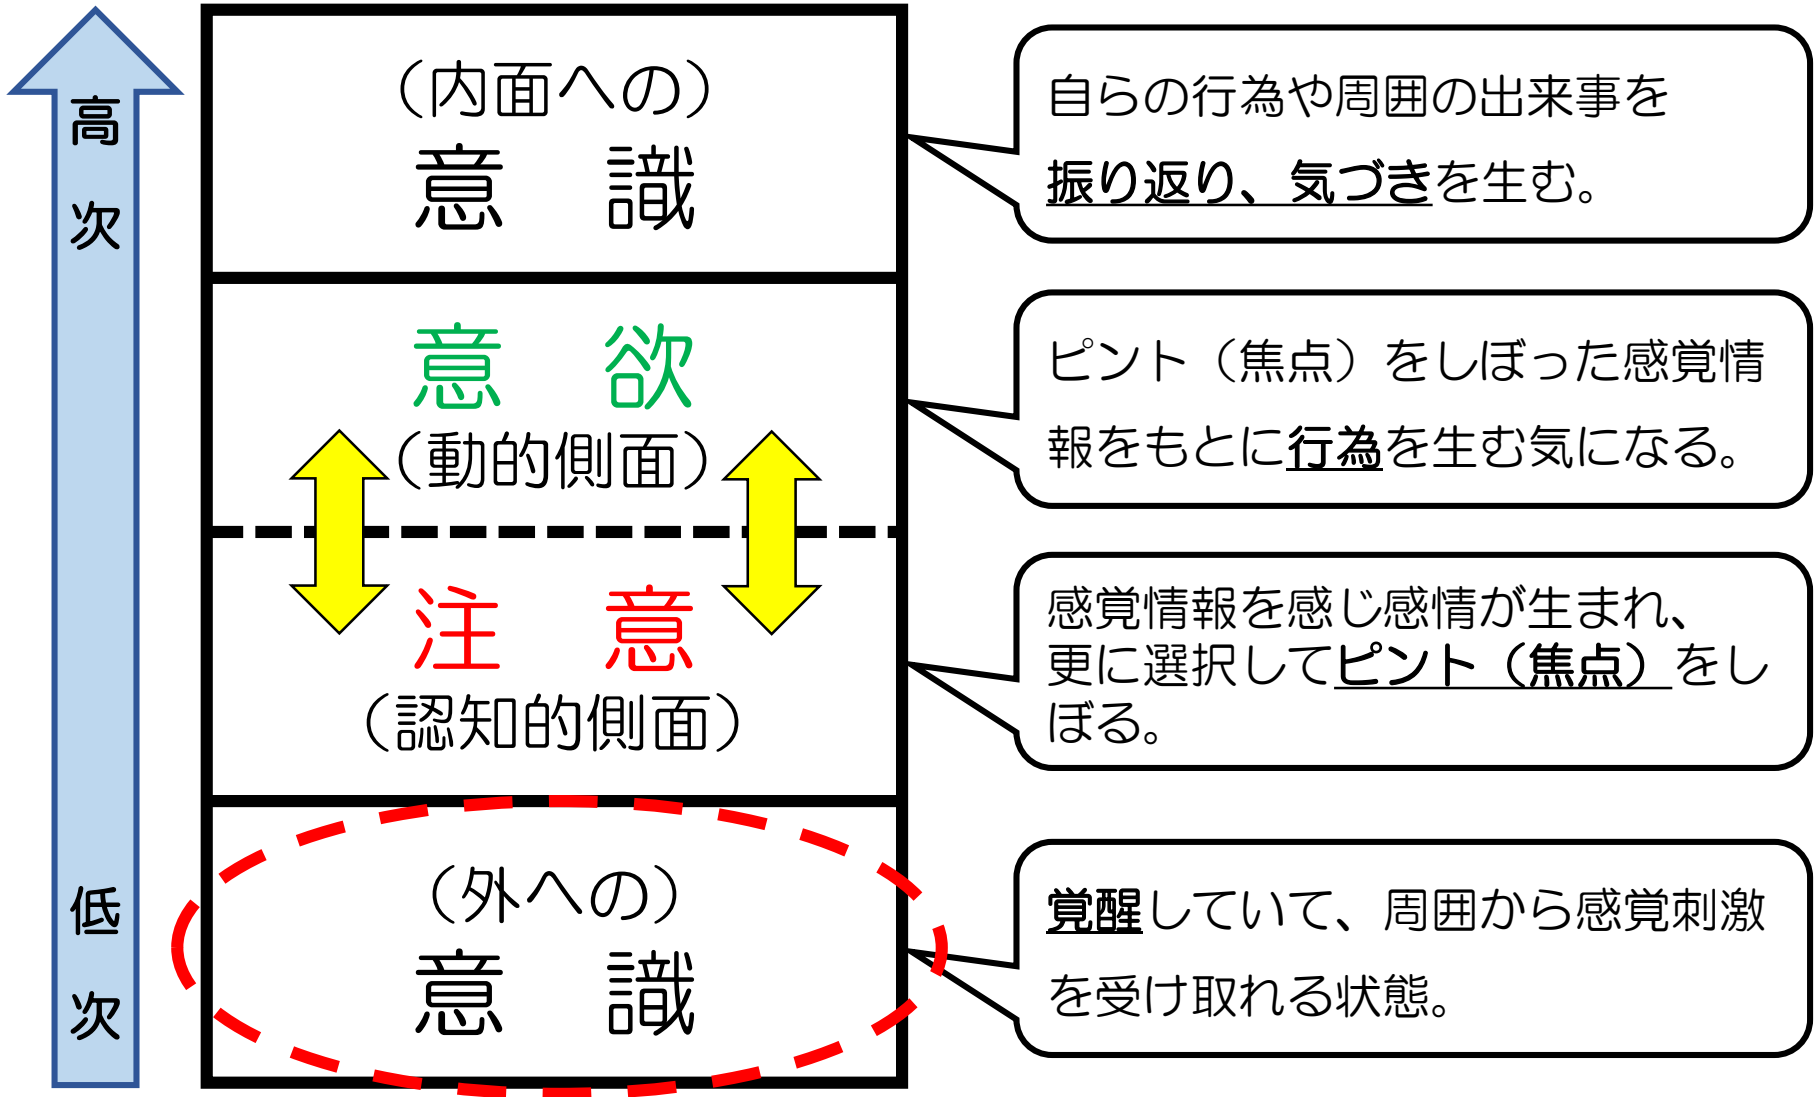 高
次
低
次
（内面への）
意　識
意　欲
（動的側面）
注　意
（認知的側面）
（外への）
意　識
自らの行為や周囲の出来事を
振り返り、気づきを生む。
ピント（焦点）をしぼった感覚情
報をもとに行為を生む気になる。
感覚情報を感じ感情が生まれ、
更に選択してピント（焦点）をし
ぼる。
覚醒していて、周囲から感覚刺激
を受け取れる状態。